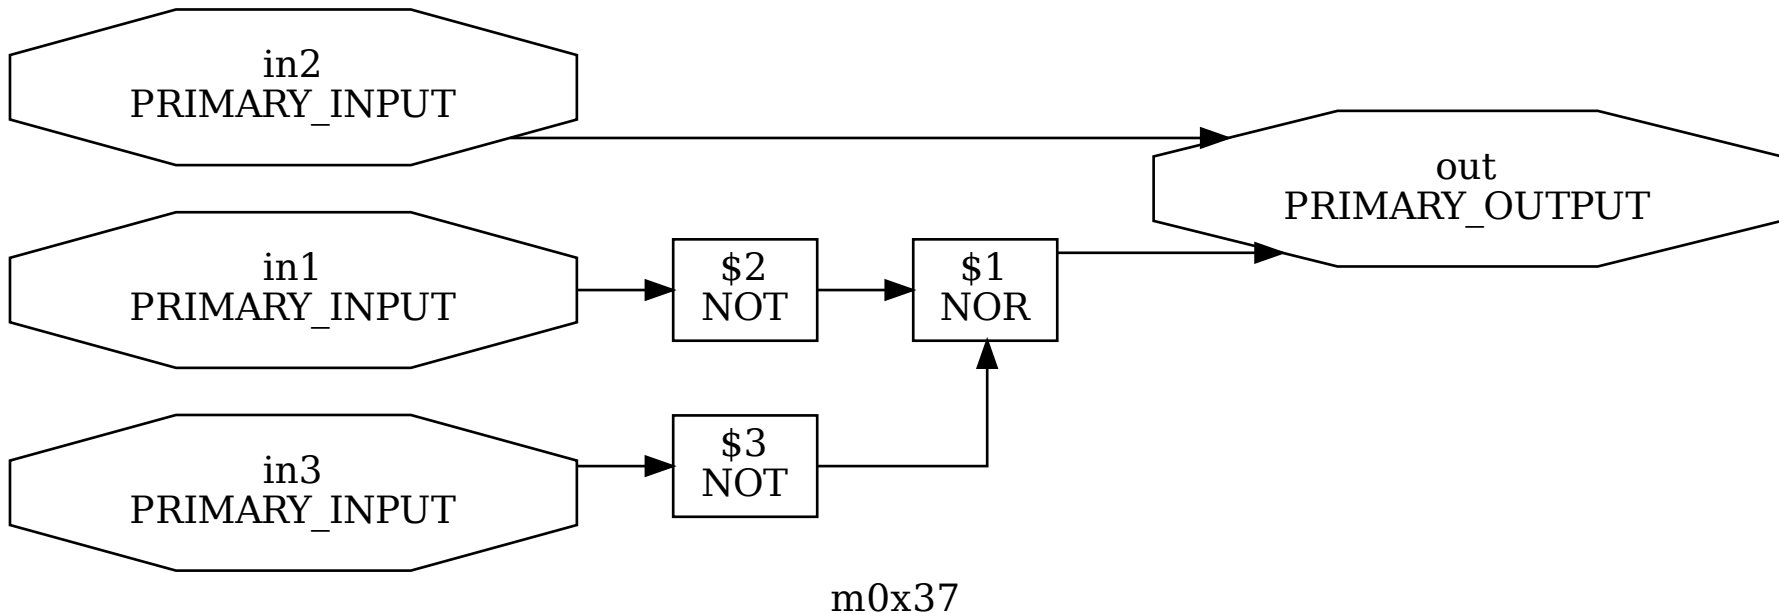 in2
PRIMARY_INPUT
out
PRIMARY_OUTPUT
in1
PRIMARY_INPUT
$2
NOT
$1
NOR
in3
PRIMARY_INPUT
$3
NOT
m0x37